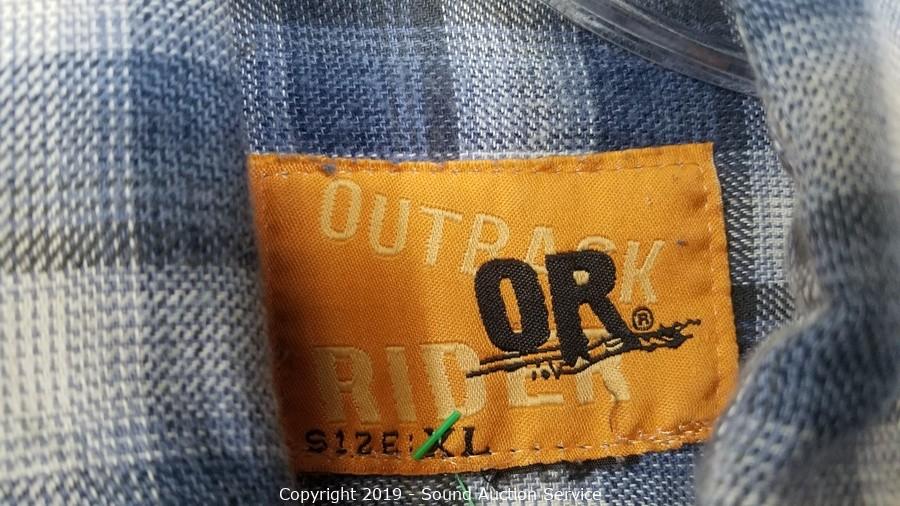 OUTBACK
OR®
RIDER
SIZE: XL
Copyright 2019 - Sound Auction Service